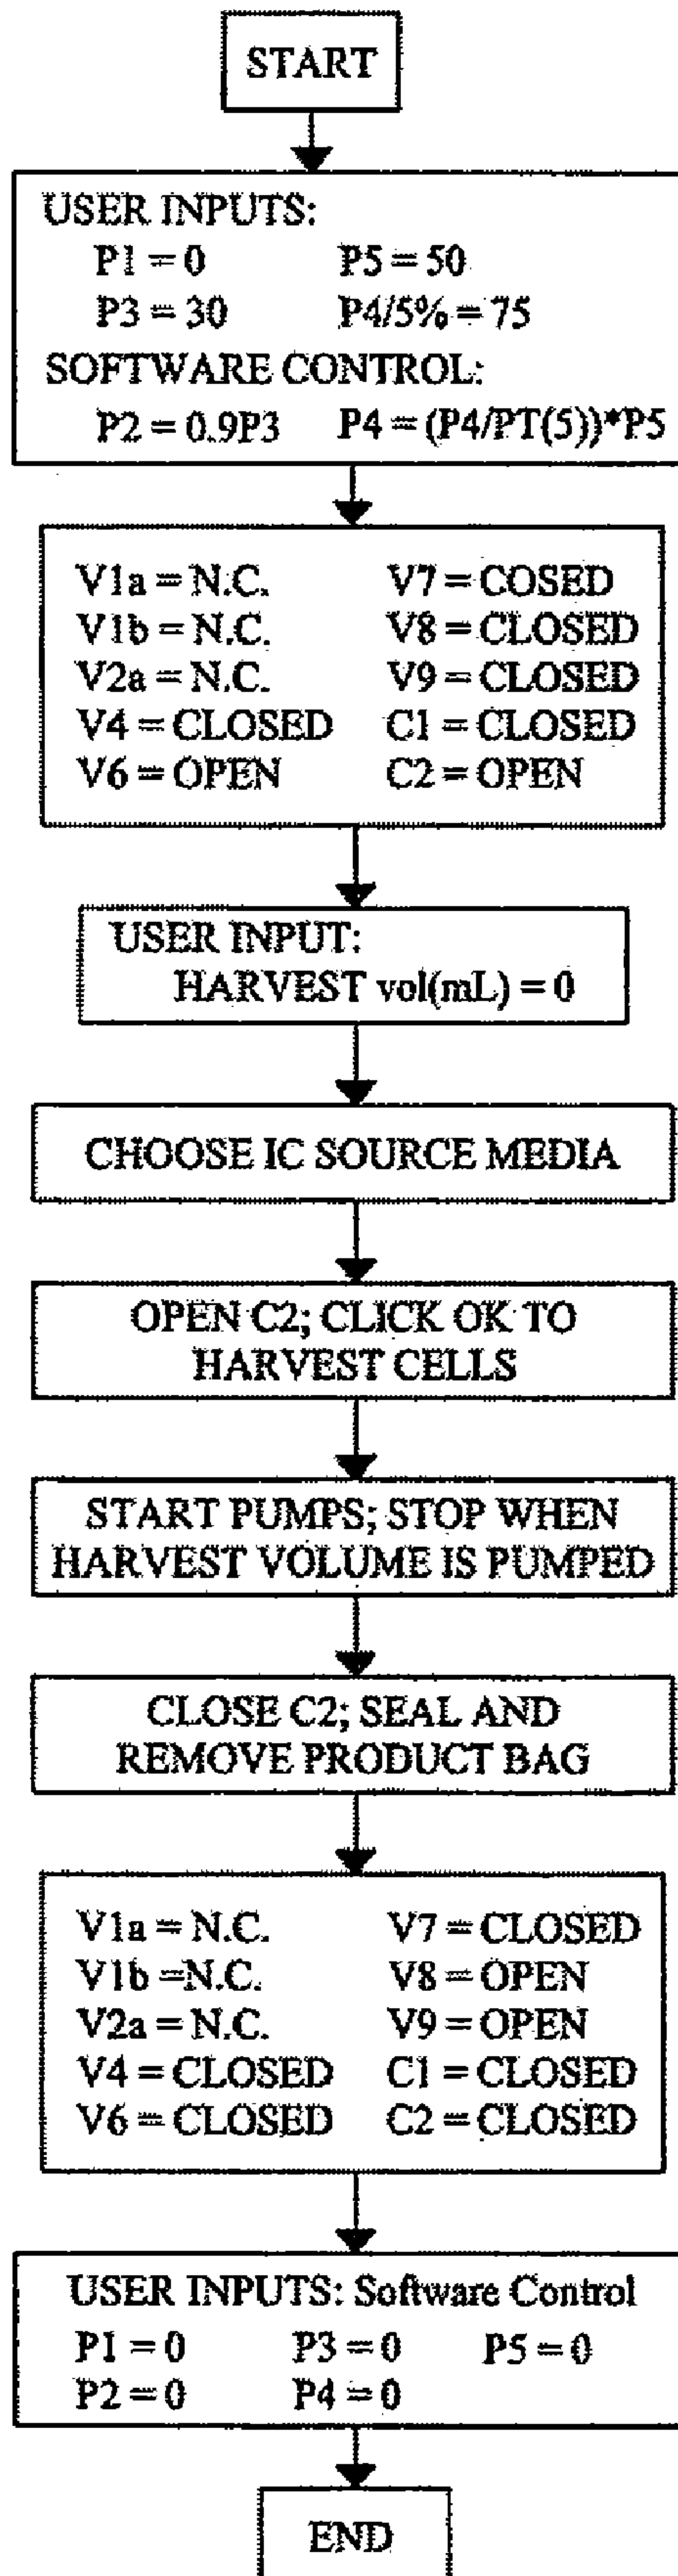 START
USER INPUTS:
P1 = 0 P5 = 50
P3 = 30 P4/5% = 75
SOFTWARE CONTROL:
P2 = 0.9P3 P4 = (P4/PT(5))*P5
V1a = N.C. V7 = COSED
V1b = N.C. V8 = CLOSED
V2a = N.C. V9 = CLOSED
V4 = CLOSED C1 = CLOSED
V6 = OPEN C2 = OPEN
USER INPUT:
HARVEST vol(mL) = 0
CHOOSE IC SOURCE MEDIA
OPEN C2; CLICK OK TO
HARVEST CELLS
START PUMPS; STOP WHEN
HARVEST VOLUME IS PUMPED
CLOSE C2; SEAL AND
REMOVE PRODUCT BAG
V1a = N.C. V7 = CLOSED
V1b =N.C. V8 = OPEN
V2a = N.C. V9 = OPEN
V4 = CLOSED C1 = CLOSED
V6 = CLOSED C2 = CLOSED
USER INPUTS: Software Control
P1 = 0 P3 = 0 P5 = 0
P2 = 0 P4 = 0
END